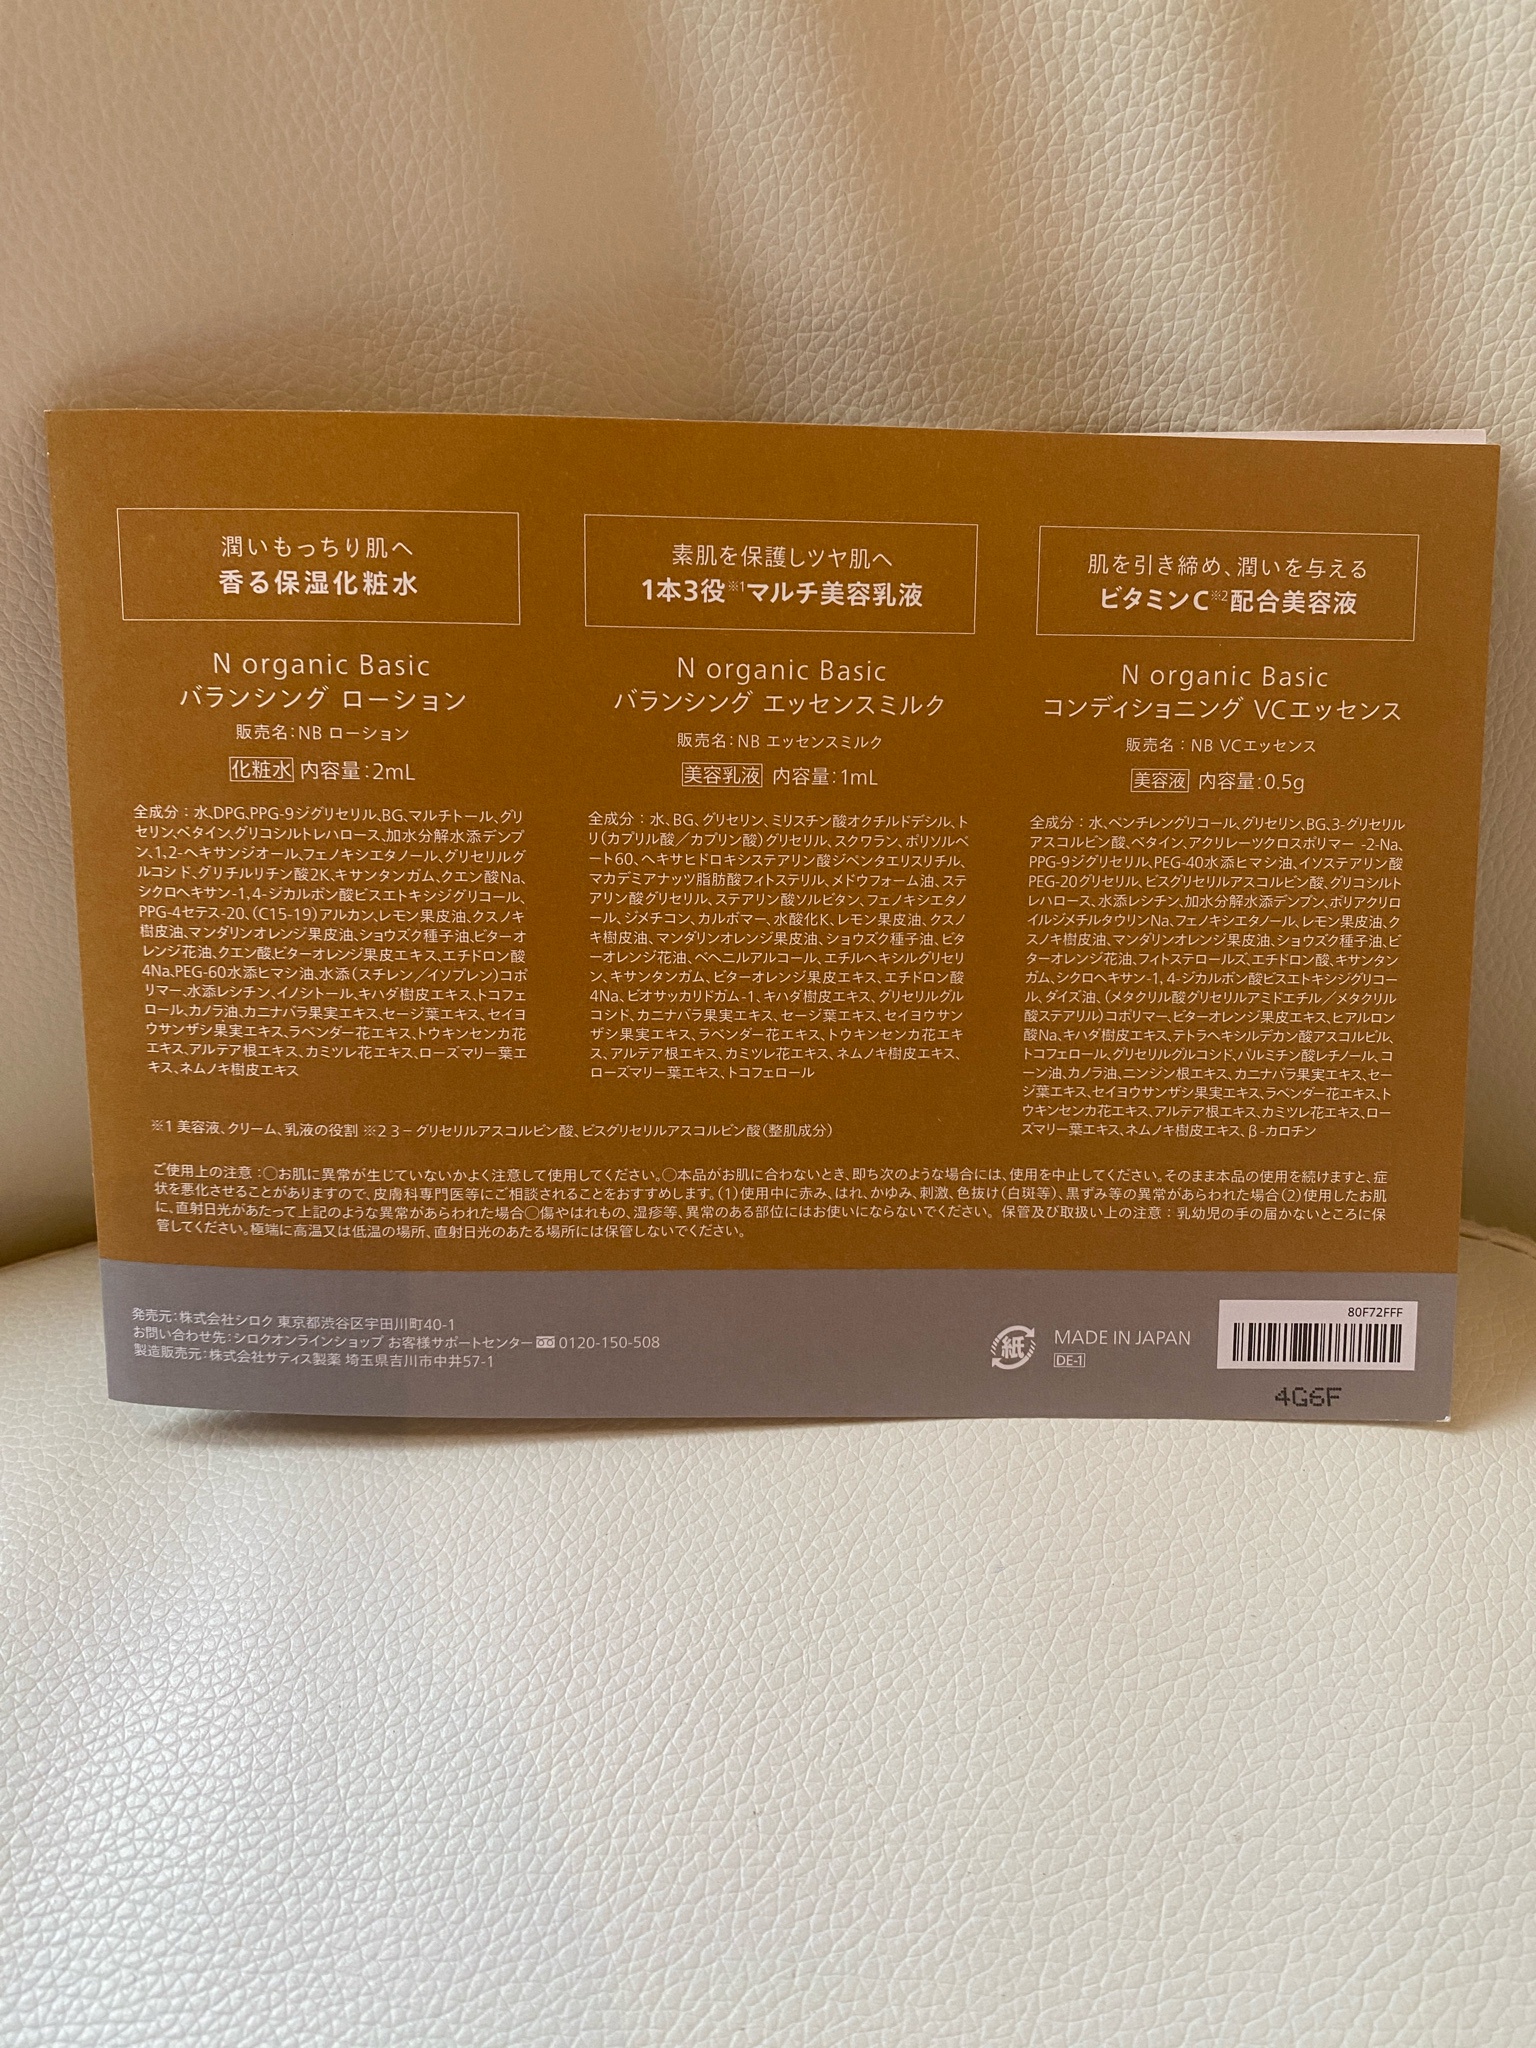 潤いもっちり肌へ
香る保湿化粧水
N organic Basic
バランシング ローション
販売名:NB ローション
化粧水 内容量:2mL
全成分:水、DPG、PPG-9ジグリセリル、BG、マルチトール、グリ
セリン、ベタイン、グリコシルトレハロース、加水分解水添デンプ
ン、1,2-ヘキサンジオール、フェノキシエタノール、グリセリルグ
ルコシド、グリチルリチン酸2K、キサンタンガム、クエン酸Na、
シクロヘキサン-1,4-ジカルボン酸ビスエトキシジグリコール、
PPG-4セテス-20、(C15-19)アルカン、レモン果皮油、クスノキ
樹皮油、マンダリンオレンジ果皮油、ショウズク種子油、ビターオ
レンジ花油、クエン酸、ビターオレンジ果皮エキス、エチドロン酸
4Na、PEG-60水添ヒマシ油、水添(スチレン/イソプレン)コポ
リマー、水添レシチン、イノシトール、キハダ樹皮エキス、トコフェ
ロール、カノラ油、カニナバラ果実エキス、セージ葉エキス、セイヨ
ウサンザシ果実エキス、ラベンダー花エキス、トウキンセンカ花
エキス、アルテア根エキス、カミツレ花エキス、ローズマリー葉エ
キス、ネムノキ樹皮エキス
素肌を保護しツヤ肌へ
1本3役※1マルチ美容乳液
N organic Basic
バランシング エッセンスミルク
販売名:NB エッセンスミルク
美容乳液 内容量:1mL
全成分:水、BG、グリセリン、ミリスチン酸オクチルドデシル、ト
リ(カプリル酸/カプリン酸)グリセリル、スクワラン、ポリソルベ
ート60、ヘキサヒドロキシステアリン酸ジペンタエリスリチル、
マカデミアナッツ脂肪酸フィトステリル、メドウフォーム油、ステ
アリン酸グリセリル、ステアリン酸ソルビタン、フェノキシエタノ
ール、ジメチコン、カルボマー、水酸化K、レモン果皮油、クスノ
キ樹皮油、マンダリンオレンジ果皮油、ショウズク種子油、ビタ
ーオレンジ花油、ベヘニルアルコール、エチルヘキシルグリセリ
ン、キサンタンガム、ビターオレンジ果皮エキス、エチドロン酸
4Na、ビオサッカリドガム-1、キハダ樹皮エキス、グリセリルグル
コシド、カニナバラ果実エキス、セージ葉エキス、セイヨウサン
ザシ果実エキス、ラベンダー花エキス、トウキンセンカ花エキ
ス、アルテア根エキス、カミツレ花エキス、ネムノキ樹皮エキス、
ローズマリー葉エキス、トコフェロール
肌を引き締め、潤いを与える
ビタミンC※2配合美容液
N organic Basic
コンディショニング VCエッセンス
販売名:NB VCエッセンス
美容液 内容量:0.5g
全成分:水、ペンチレングリコール、グリセリン、BG、3-グリセリル
アスコルビン酸、ベタイン、アクリレーツクロスポリマー -2-Na、
PPG-9ジグリセリル、PEG-40水添ヒマシ油、イソステアリン酸
PEG-20グリセリル、ビスグリセリルアスコルビン酸、グリコシルト
レハロース、水添レシチン、加水分解水添デンプン、ポリアクリロ
イルジメチルタウリンNa、フェノキシエタノール、レモン果皮油、ク
スノキ樹皮油、マンダリンオレンジ果皮油、ショウズク種子油、ビ
ターオレンジ花油、フィトステロールズ、エチドロン酸、キサンタン
ガム、シクロヘキサン-1, 4-ジカルボン酸ビスエトキシジグリコー
ル、ダイズ油、(メタクリル酸グリセリルアミドエチル/メタクリル
酸ステアリル)コポリマー、ビターオレンジ果皮エキス、ヒアルロン
酸Na、キハダ樹皮エキス、テトラヘキシルデカン酸アスコルビル、
トコフェロール、グリセリルグルコシド、パルミチン酸レチノール、コ
ーン油、カノラ油、ニンジン根エキス、カニナバラ果実エキス、セー
ジ葉エキス、セイヨウサンザシ果実エキス、ラベンダー花エキス、ト
ウキンセンカ花エキス、アルテア根エキス、カミツレ花エキス、ロー
ズマリー葉エキス、ネムノキ樹皮エキス、β-カロチン
※1 美容液、クリーム、乳液の役割 ※2 3－グリセリルアスコルビン酸、ビスグリセリルアスコルビン酸(整肌成分)
ご使用上の注意:○お肌に異常が生じていないかよく注意して使用してください。○本品がお肌に合わないとき、即ち次のような場合には、使用を中止してください。そのまま本品の使用を続けますと、症
状を悪化させることがありますので、皮膚科専門医等にご相談されることをおすすめします。(1)使用中に赤み、はれ、かゆみ、刺激、色抜け(白斑等)、黒ずみ等の異常があらわれた場合(2)使用したお肌
に、直射日光があたって上記のような異常があらわれた場合○傷やはれもの、湿疹等、異常のある部位にはお使いにならないでください。 保管及び取扱い上の注意:乳幼児の手の届かないところに保
管してください。極端に高温又は低温の場所、直射日光のあたる場所には保管しないでください。
発売元:株式会社シロク 東京都渋谷区宇田川町40-1
お問い合わせ先:シロクオンラインショップ お客様サポートセンター 0120-150-508
製造販売元:株式会社サティス製薬 埼玉県吉川市中井57-1
紙
MADE IN JAPAN
DE-1
80F72FFF
4G6F